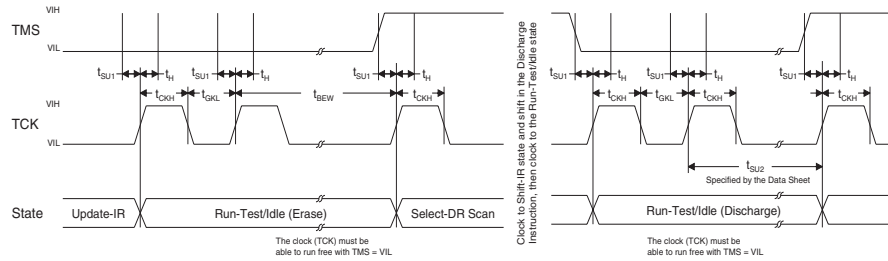 VIH
TMS
VIL
tSU1 tH tSU1 tH tSU1 tH
tCKH tGKL tBEW tCKH
VIH
TCK
VIL
State Update-IR Run-Test/Idle (Erase) Select-DR Scan
The clock (TCK) must be
able to run free with TMS = VIL
Clock to Shift-IR state and shift in the Discharge
Instruction, then clock to the Run-Test/Idle state
tSU1 tH tSU1 tH tSU1 tH
tCKH tGKL tCKH tCKH
tSU2
Specified by the Data Sheet
Run-Test/Idle (Discharge)
The clock (TCK) must be
able to run free with TMS = VIL